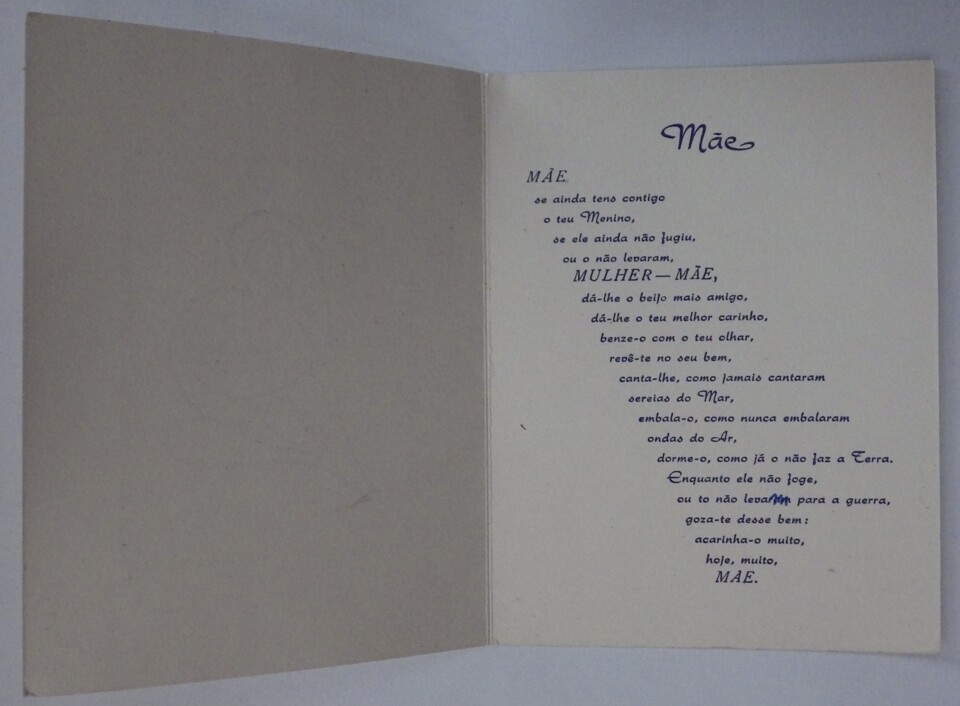 Mãe
MÃE
se ainda tens contigo
o teu Menino,
se ele ainda não fugiu,
ou o não levaram,
MULHER — MÃE,
dá-lhe o beijo mais amigo,
dá-lhe o teu melhor carinho,
benze-o com o teu olhar,
revê-te no seu bem,
canta-lhe, como jamais cantaram
sereias do Mar,
embala-o, como nunca embalaram
ondas do Ar,
dorme-o, como já o não faz a Terra.
Enquanto ele não foge,
ou to não levam para a guerra,
goza-te desse bem:
acarinha-o muito,
hoje, muito,
MÃE.